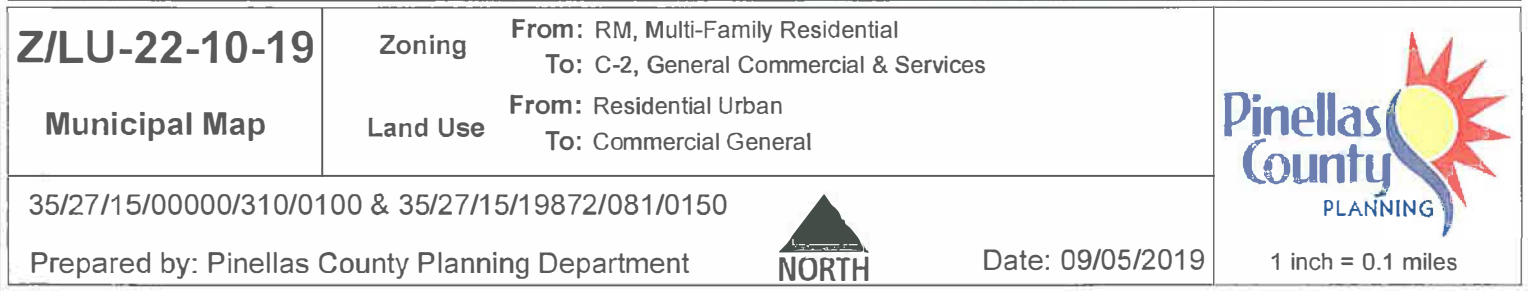 Z/LU-22-10-19
Municipal Map
Zoning
From: RM, Multi-Family Residential
To: C-2, General Commercial & Services
Land Use
From: Residential Urban
To: Commercial General
35/27/15/00000/310/0100 & 35/27/15/19872/081/0150
Prepared by: Pinellas County Planning Department
NORTH
Date: 09/05/2019
Pinellas
County
PLANNING
1 inch = 0.1 miles